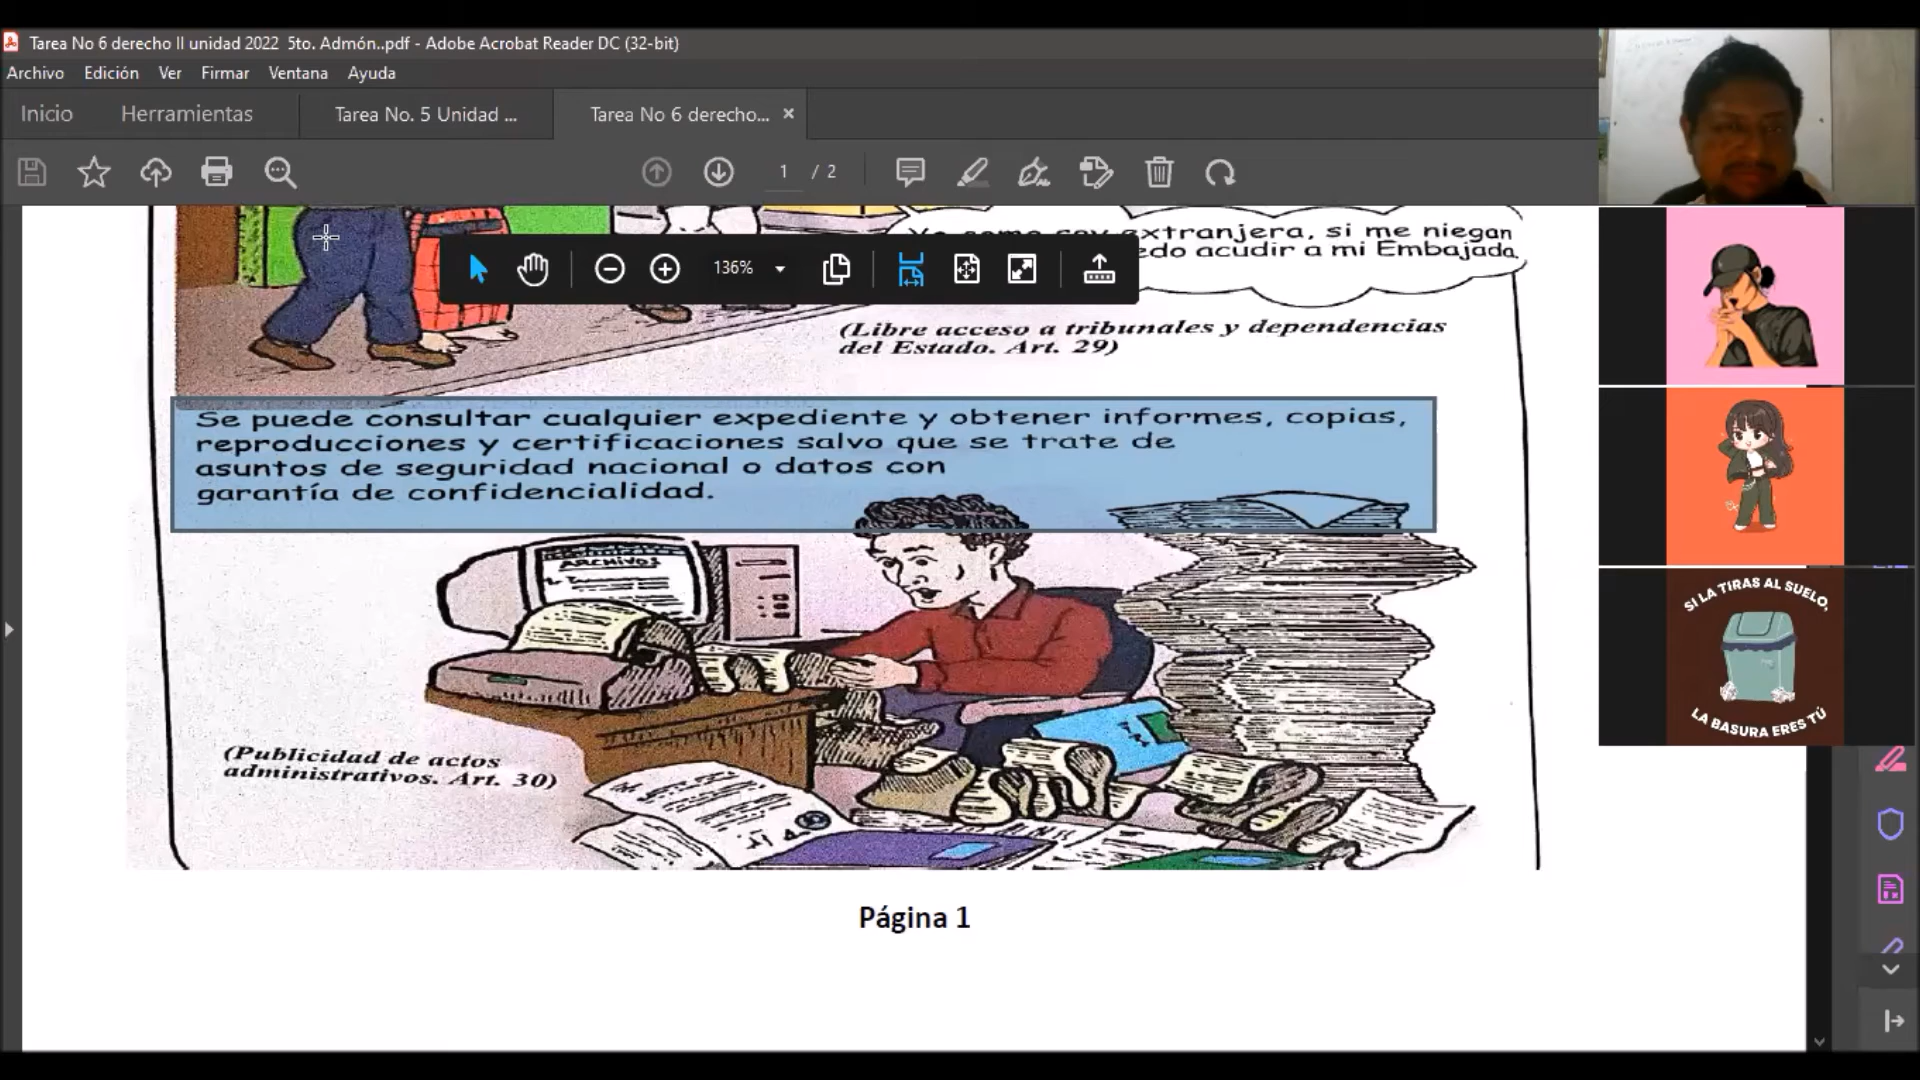 Tarea No 6 derecho II unidad 2022 5to. Admón..pdf - Adobe Acrobat Reader DC (32-bit)
Archivo Edición Ver Firmar Ventana Ayuda
Inicio Herramientas Tarea No. 5 Unidad ... Tarea No 6 derecho...
1 / 2
extranjera, si me niegan
acudir a mi Embajada.
136%
(Libre acceso a tribunales y dependencias
del Estado. Art. 29)
Se puede consultar cualquier expediente y obtener informes, copias,
reproducciones y certificaciones salvo que se trate de
asuntos de seguridad nacional o datos con
garantía de confidencialidad.
ARCHIVOS
(Publicidad de actos
administrativos. Art. 30)
Página 1
SI LA TIRAS AL SUELO,
LA BASURA ERES TÚ